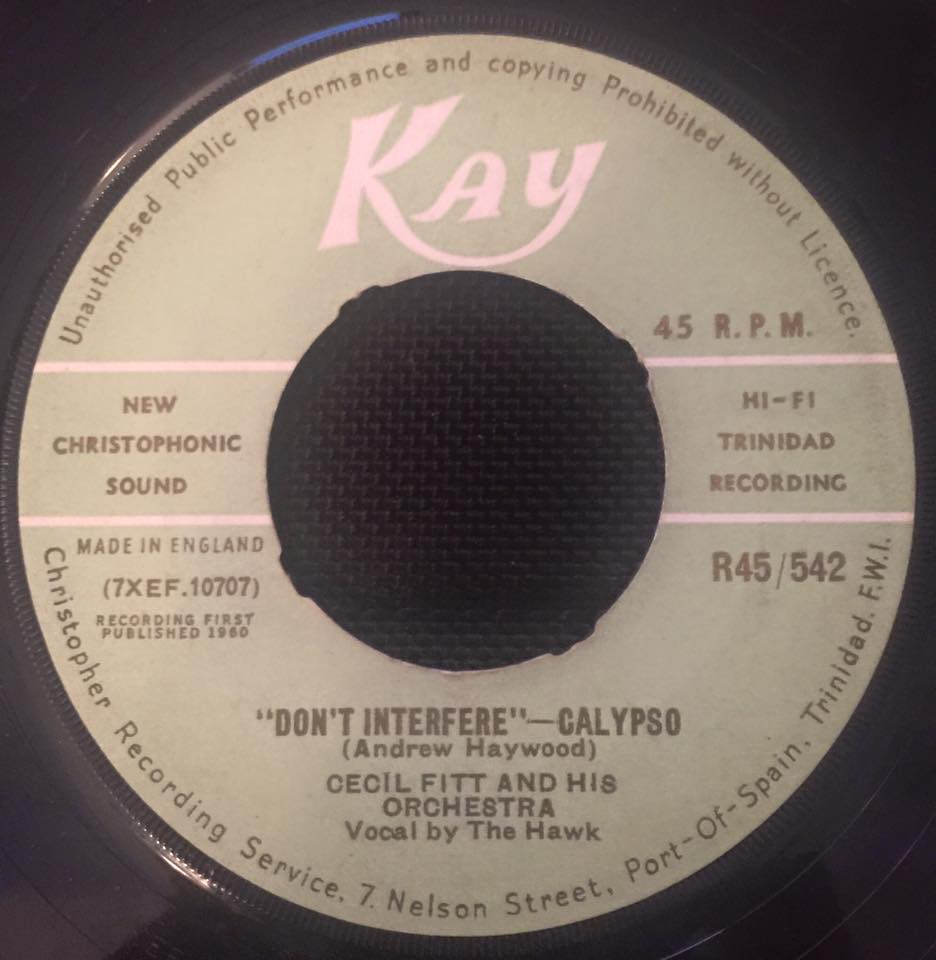 Unauthorised Public Performance and copying Prohibited without Licence.
Kay
45 R.P.M.
NEW
CHRISTOPHONIC
SOUND
HI-FI
TRINIDAD
RECORDING
MADE IN ENGLAND
(7XEF.10707)
RECORDING FIRST
PUBLISHED 1960
R45/542
"DON'T INTERFERE"—CALYPSO
(Andrew Haywood)
CECIL FITT AND HIS
ORCHESTRA
Vocal by The Hawk
Christopher Recording Service, 7. Nelson Street, Port-Of-Spain, Trinidad. F.W.I.